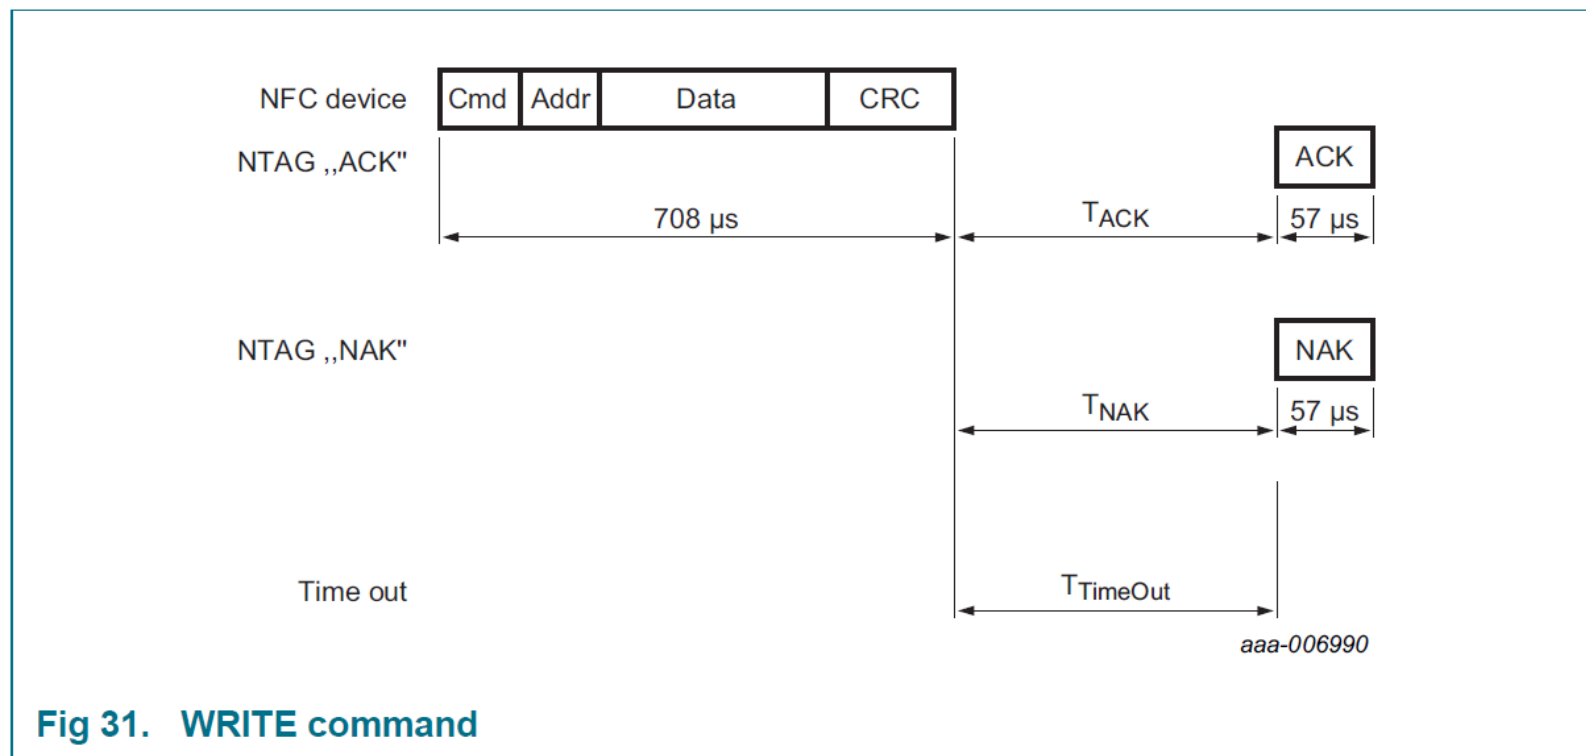 NFC device Cmd Addr Data CRC
NTAG ,,ACK" ACK
708 µs TACK 57 µs
NTAG ,,NAK" NAK
TNAK 57 µs
Time out TTimeOut
aaa-006990
Fig 31. WRITE command